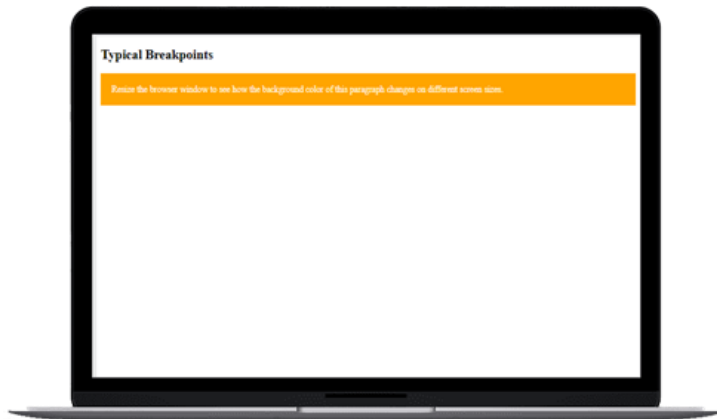 Typical Breakpoints
Resize the browser window to see how the background color of this paragraph changes on different screen sizes.